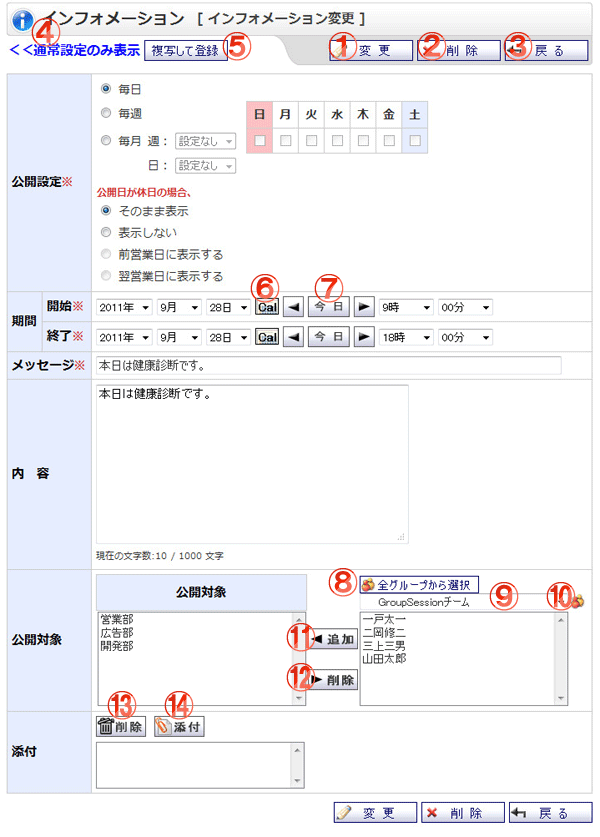 インフォメーション [ インフォメーション変更 ]
④ ⑤ ① ② ③
<<通常設定のみ表示 複写して登録 変 更 削 除 戻 る
毎日
毎週
日 月 火 水 木 金 土
毎月 週： 設定なし
日： 設定なし
公開設定※
公開日が休日の場合、
そのまま表示
表示しない
前営業日に表示する
翌営業日に表示する
⑥ ⑦
期間 開始※ 2011年 9月 28日 Cal ◀ 今 日 ▶ 9時 00分
終了※ 2011年 9月 28日 Cal ◀ 今 日 ▶ 18時 00分
メッセージ※ 本日は健康診断です。
本日は健康診断です。
内 容
現在の文字数:10 / 1000 文字
⑧ 全グループから選択
公開対象 GroupSessionチーム ⑨ ⑩
公開対象
営業部
広告部
開発部
⑪ ◀ 追加
⑫ ▶ 削除
一戸太一
二岡修二
三上三男
山田太郎
⑬ ⑭
削除 添付
添付
変 更 削 除 戻 る